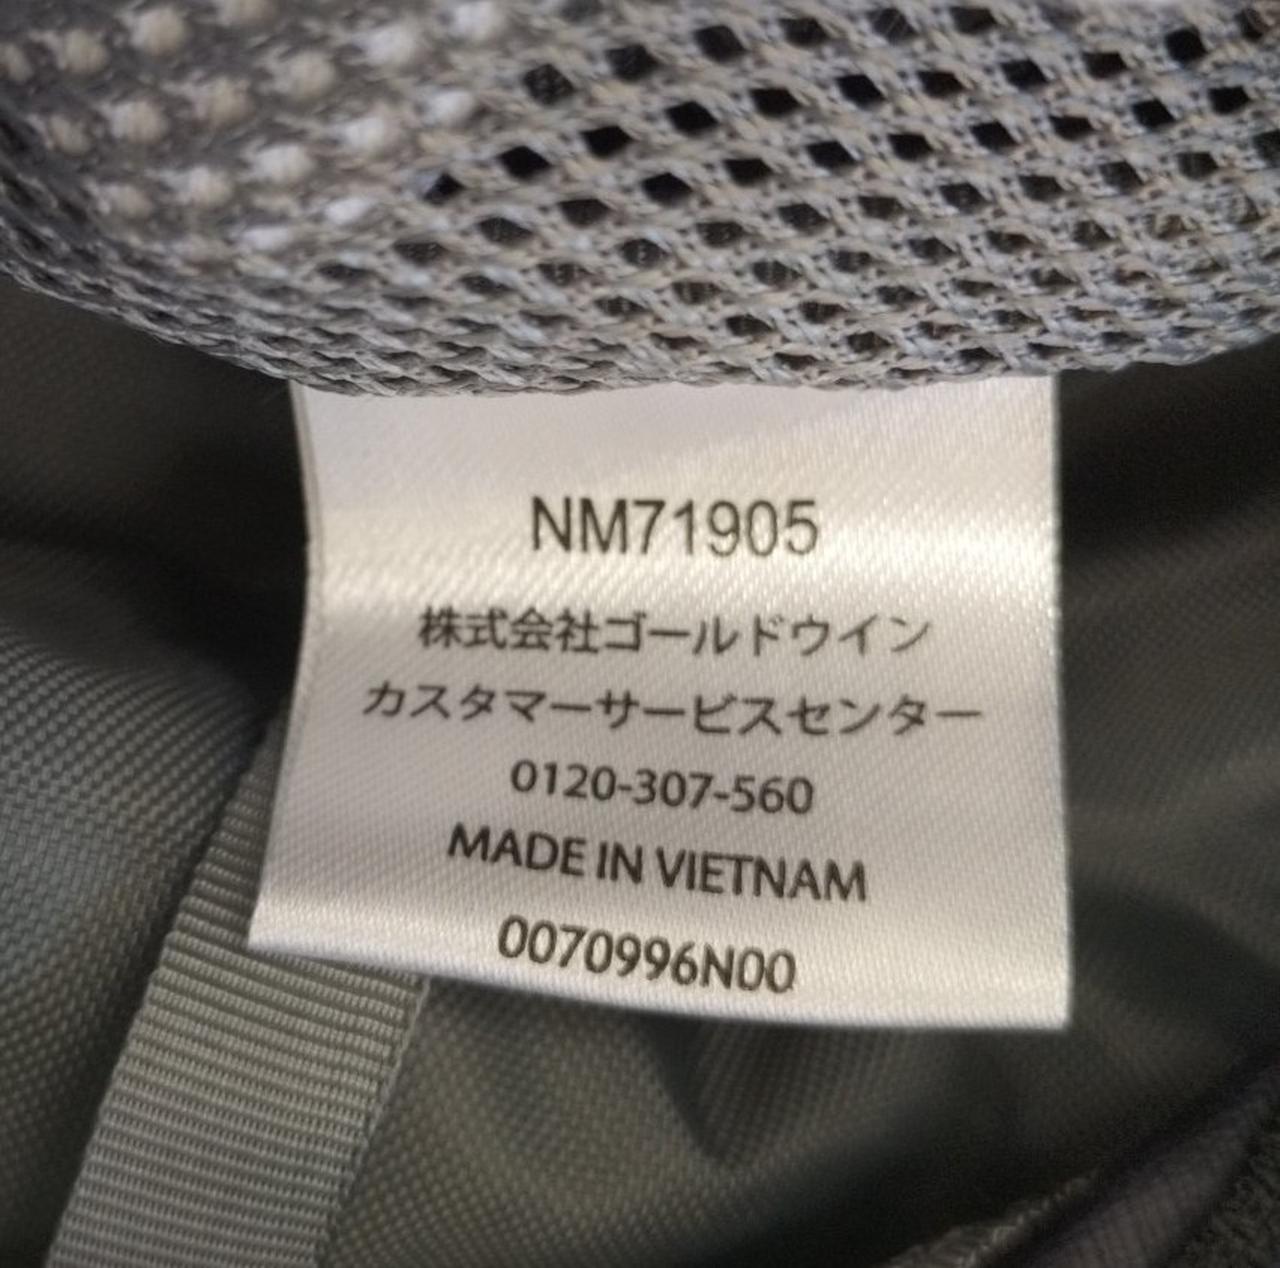 NM71905
株式会社ゴールドウイン
カスタマーサービスセンター
0120-307-560
MADE IN VIETNAM
0070996N00